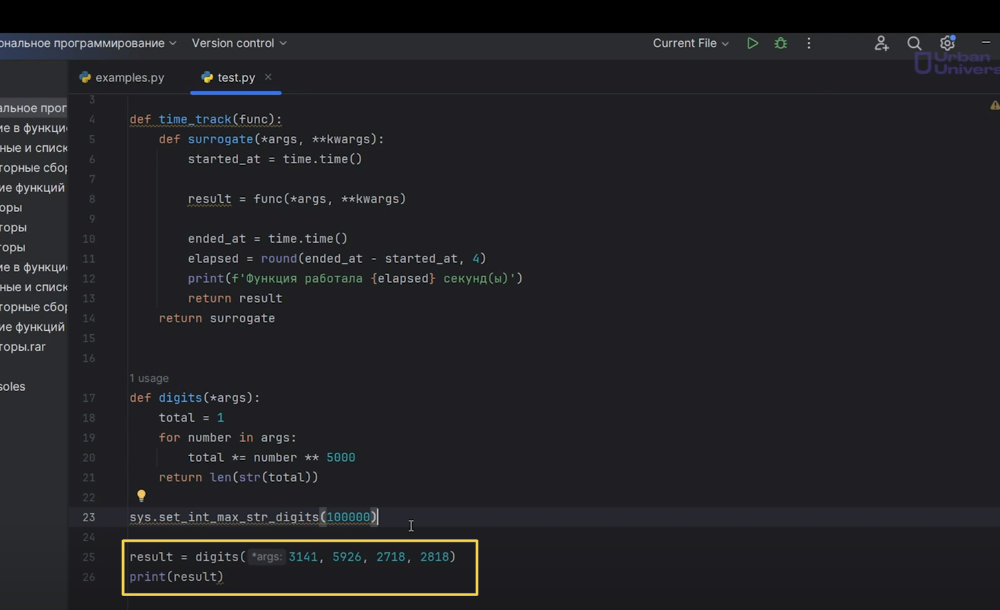 ональное программирование Version control Current File
Urban
Univers
examples.py test.py
альное прог
ие в функци
ные и списк
торные сбор
ие функций
оры
торы
горы
ие в функци
ные и списк
торные сбор
ие функций
торы.rar
soles
3
4 def time_track(func):
5 def surrogate(*args, **kwargs):
6 started_at = time.time()
7
8 result = func(*args, **kwargs)
9
10 ended_at = time.time()
11 elapsed = round(ended_at - started_at, 4)
12 print(f'Функция работала {elapsed} секунд(ы)')
13 return result
14 return surrogate
15
16
1 usage
17 def digits(*args):
18 total = 1
19 for number in args:
20 total *= number ** 5000
21 return len(str(total))
22
23 sys.set_int_max_str_digits(100000)
24
25 result = digits( *args: 3141, 5926, 2718, 2818)
26 print(result)